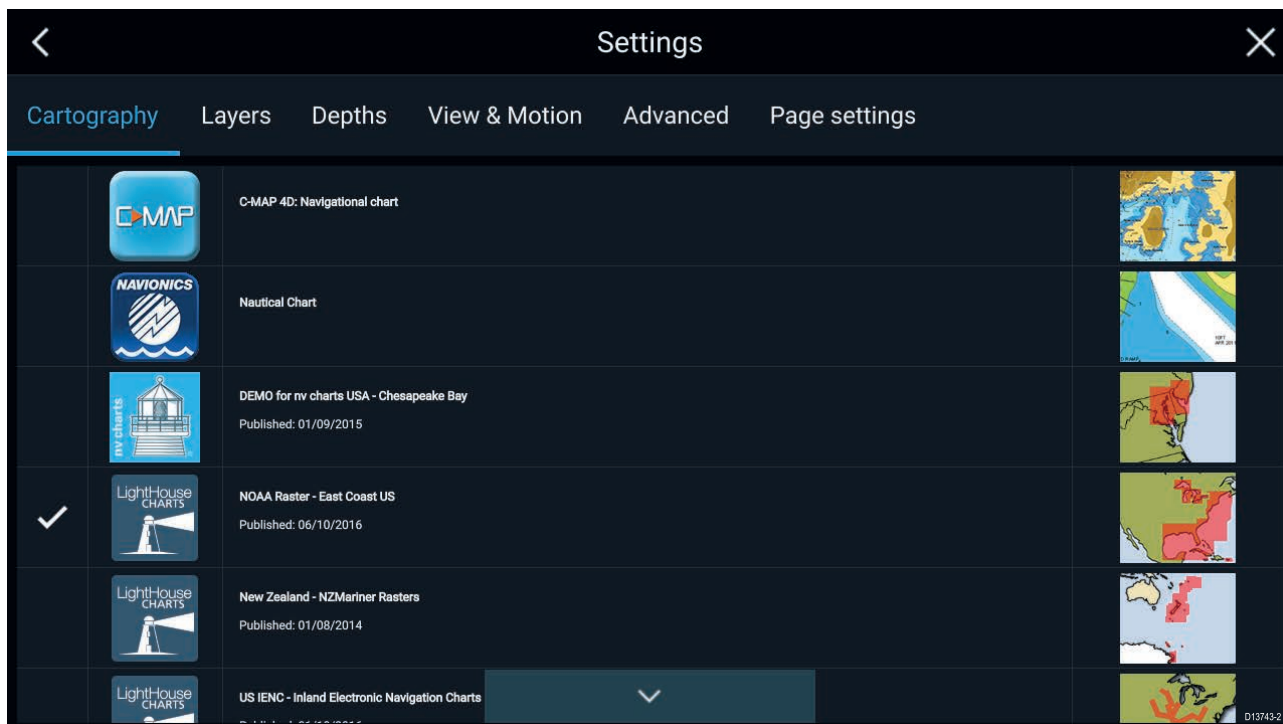 Settings
Cartography Layers Depths View & Motion Advanced Page settings
C-MAP
C-MAP 4D: Navigational chart
NAVIONICS
Nautical Chart
nv charts
DEMO for nv charts USA - Chesapeake Bay
Published: 01/09/2015
LightHouse
CHARTS
NOAA Raster - East Coast US
Published: 06/10/2016
LightHouse
CHARTS
New Zealand - NZMariner Rasters
Published: 01/08/2014
LightHouse
CHARTS
US IENC - Inland Electronic Navigation Charts
D13743-2